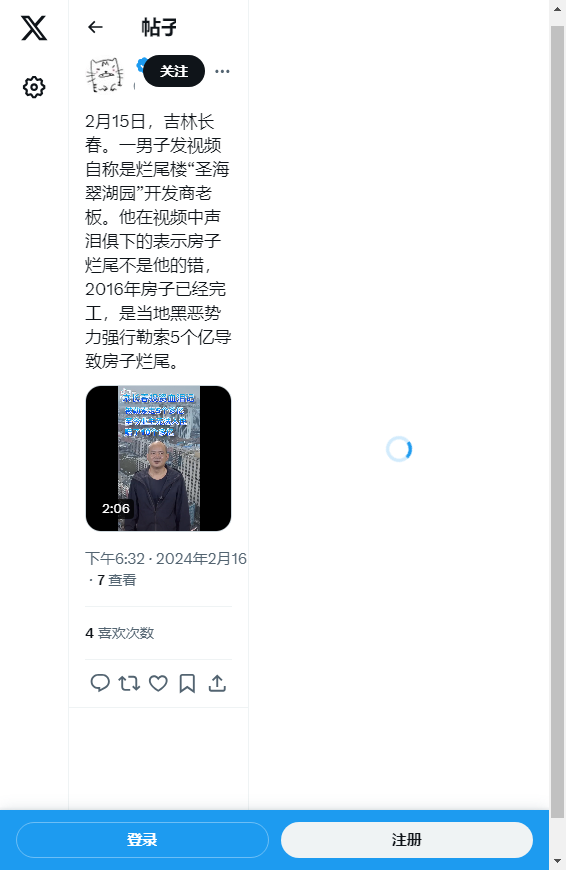 帖子
关注
2月15日，吉林长
春。一男子发视频
自称是烂尾楼“圣海
翠湖园”开发商老
板。他在视频中声
泪俱下的表示房子
烂尾不是他的错，
2016年房子已经完
工，是当地黑恶势
力强行勒索5个亿导
致房子烂尾。
2:06
下午6:32 · 2024年2月16
· 7 查看
4 喜欢次数
登录
注册